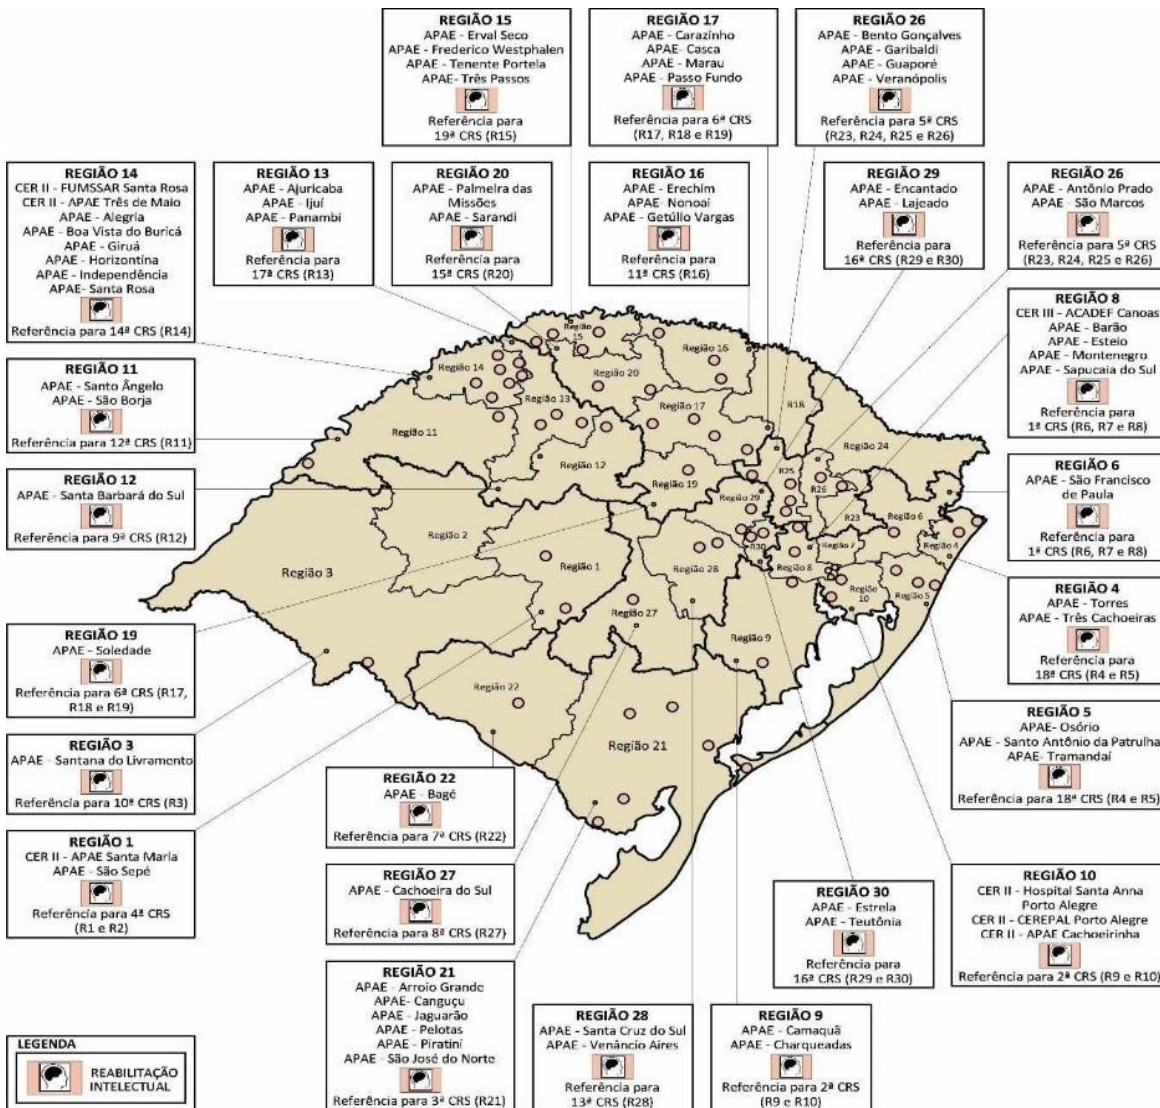 REGIÃO 15
APAE - Erval Seco
APAE - Frederico Westphalen
APAE - Tenente Portela
APAE- Três Passos
Referência para
19ª CRS (R15)
REGIÃO 17
APAE - Carazinho
APAE- Casca
APAE - Marau
APAE - Passo Fundo
Referência para 6ª CRS
(R17, R18 e R19)
REGIÃO 26
APAE - Bento Gonçalves
APAE - Garibaldi
APAE - Guaporé
APAE - Veranópolis
Referência para 5ª CRS
(R23, R24, R25 e R26)
REGIÃO 14
CER II - FUMSSAR Santa Rosa
CER II - APAE Três de Maio
APAE - Alegria
APAE - Boa Vista do Buricá
APAE - Giruá
APAE - Horizontina
APAE - Independência
APAE- Santa Rosa
Referência para 14ª CRS (R14)
REGIÃO 13
APAE - Ajuricaba
APAE - Ijuí
APAE - Panambi
Referência para
17ª CRS (R13)
REGIÃO 20
APAE - Palmeira das
Missões
APAE - Sarandi
Referência para
15ª CRS (R20)
REGIÃO 16
APAE - Erechim
APAE- Nonoai
APAE - Getúlio Vargas
Referência para
11ª CRS (R16)
REGIÃO 29
APAE - Encantado
APAE - Lajeado
Referência para
16ª CRS (R29 e R30)
REGIÃO 26
APAE - Antônio Prado
APAE - São Marcos
Referência para 5ª CRS
(R23, R24, R25 e R26)
REGIÃO 8
CER III - ACADEF Canoas
APAE - Barão
APAE - Esteio
APAE - Montenegro
APAE - Sapucaia do Sul
Referência para
1ª CRS (R6, R7 e R8)
REGIÃO 11
APAE - Santo Ângelo
APAE - São Borja
Referência para 12ª CRS (R11)
REGIÃO 12
APAE - Santa Barbará do Sul
Referência para 9ª CRS (R12)
REGIÃO 6
APAE - São Francisco
de Paula
Referência para
1ª CRS (R6, R7 e R8)
Região 15
Região 14
Região 20
Região 16
Região 13
Região 17
R18
Região 11
Região 12
Região 24
Região 19
R25
R26
Região 29
R23
Região 6
Região 2
Região 4
R30
Região 7
Região 3
Região 1
Região 28
Região 8
Região 10
Região 5
Região 27
Região 9
Região 22
Região 21
REGIÃO 4
APAE - Torres
APAE - Três Cachoeiras
Referência para
18ª CRS (R4 e R5)
REGIÃO 19
APAE - Soledade
Referência para 6ª CRS (R17,
R18 e R19)
REGIÃO 5
APAE- Osório
APAE - Santo Antônio da Patrulha
APAE- Tramandaí
Referência para 18ª CRS (R4 e R5)
REGIÃO 3
APAE - Santana do Livramento
Referência para 10ª CRS (R3)
REGIÃO 22
APAE - Bagé
Referência para 7ª CRS (R22)
REGIÃO 1
CER II - APAE Santa Maria
APAE - São Sepé
Referência para 4ª CRS
(R1 e R2)
REGIÃO 27
APAE - Cachoeira do Sul
Referência para 8ª CRS (R27)
REGIÃO 30
APAE - Estrela
APAE - Teutônia
Referência para
16ª CRS (R29 e R30)
REGIÃO 10
CER II - Hospital Santa Anna
Porto Alegre
CER II - CEREPAL Porto Alegre
CER II - APAE Cachoeirinha
Referência para 2ª CRS (R9 e R10)
REGIÃO 21
APAE - Arroio Grande
APAE- Canguçu
APAE - Jaguarão
APAE - Pelotas
APAE - Piratini
APAE - São José do Norte
Referência para 3ª CRS (R21)
REGIÃO 28
APAE - Santa Cruz do Sul
APAE - Venâncio Aires
Referência para
13ª CRS (R28)
REGIÃO 9
APAE - Camaquã
APAE - Charqueadas
Referência para 2ª CRS
(R9 e R10)
LEGENDA
REABILITAÇÃO
INTELECTUAL